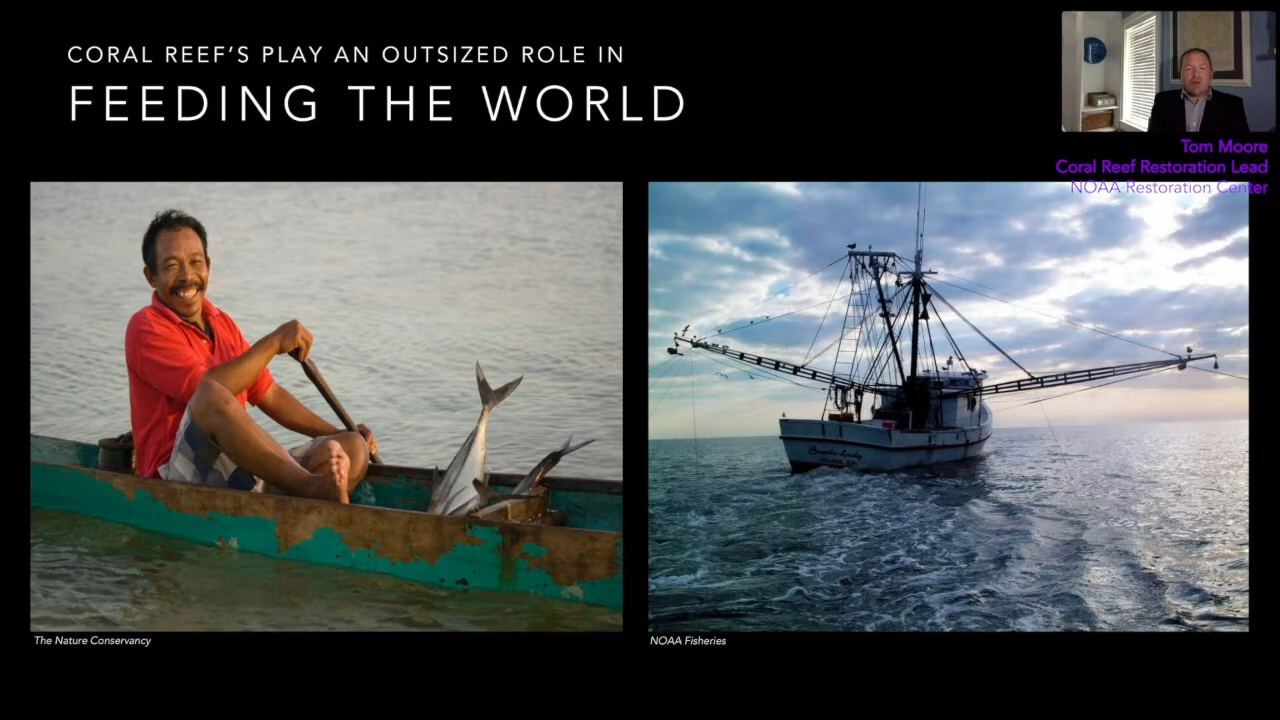 CORAL REEF'S PLAY AN OUTSIZED ROLE IN
FEEDING THE WORLD
Tom Moore
Coral Reef Restoration Lead
NOAA Restoration Center
The Nature Conservancy
NOAA Fisheries